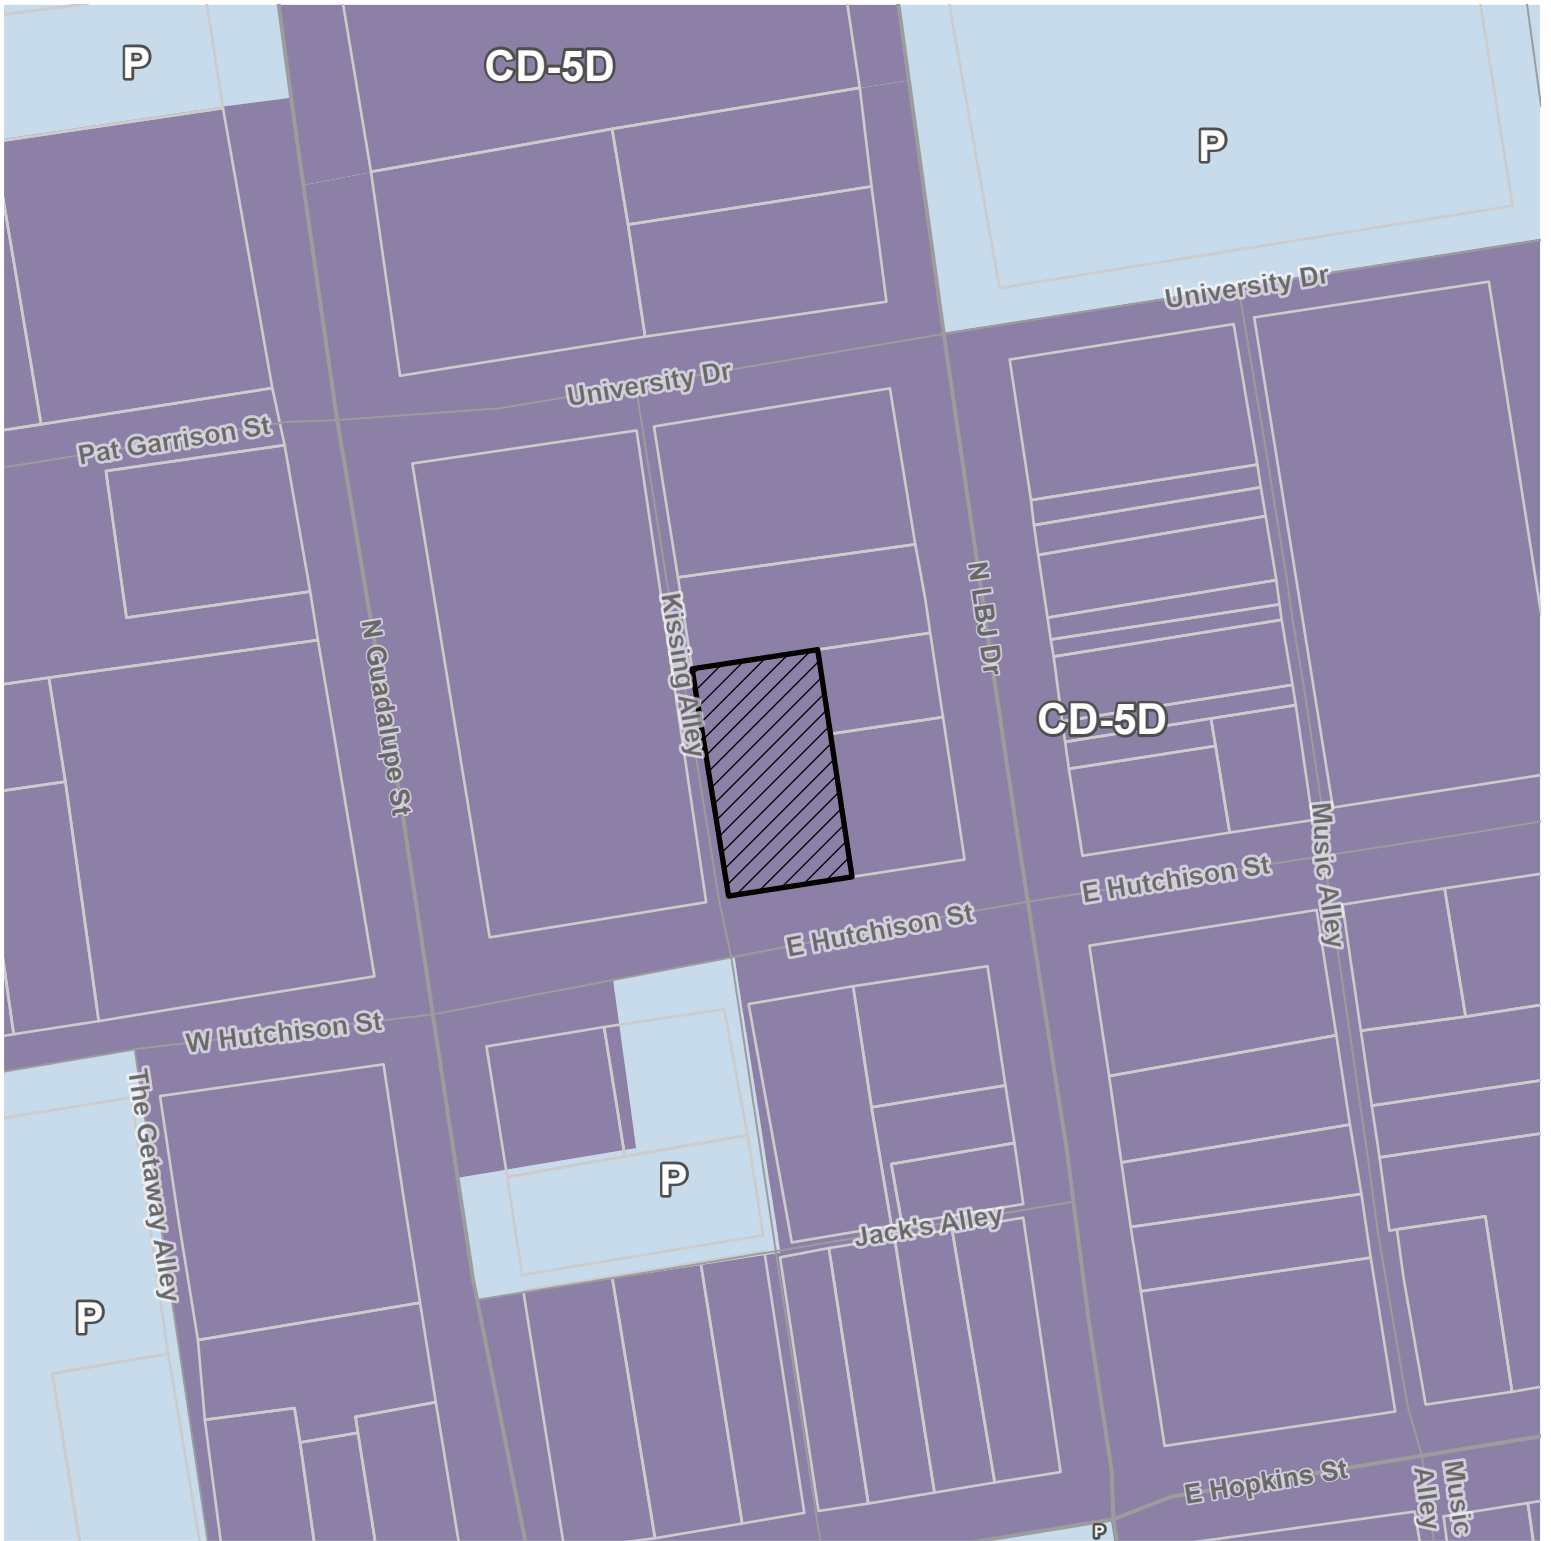 P
CD-5D
P
University Dr
University Dr
Pat Garrison St
N LBJ Dr
Kissing Alley
N Guadalupe St
CD-5D
Music Alley
E Hutchison St
E Hutchison St
W Hutchison St
The Getaway Alley
P
Jack's Alley
P
E Hopkins St
Music
Alley
P